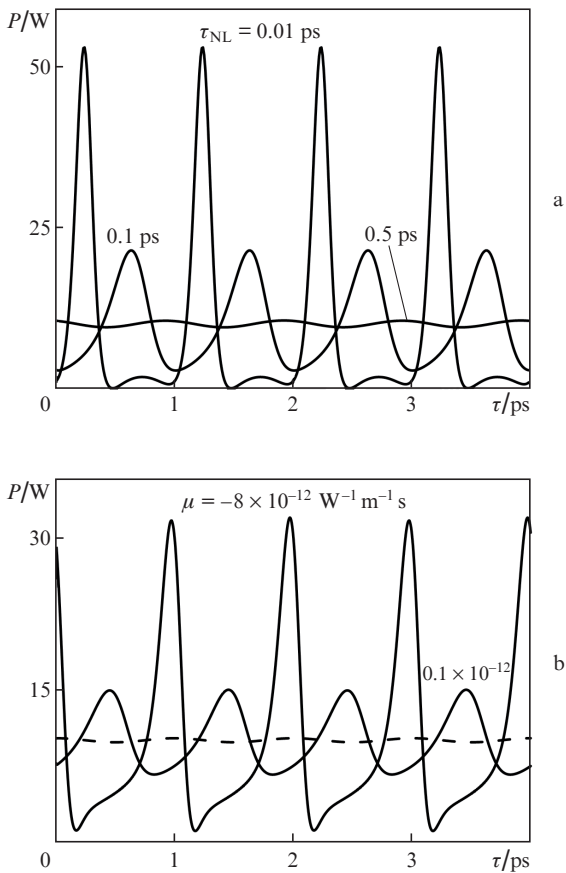 P/W
τNL = 0.01 ps
50
a
25
0.1 ps
0.5 ps
0
1
2
3
τ/ps
P/W
μ = –8 × 10–12 W–1 m–1 s
30
0.1 × 10–12
b
15
0
1
2
3
τ/ps